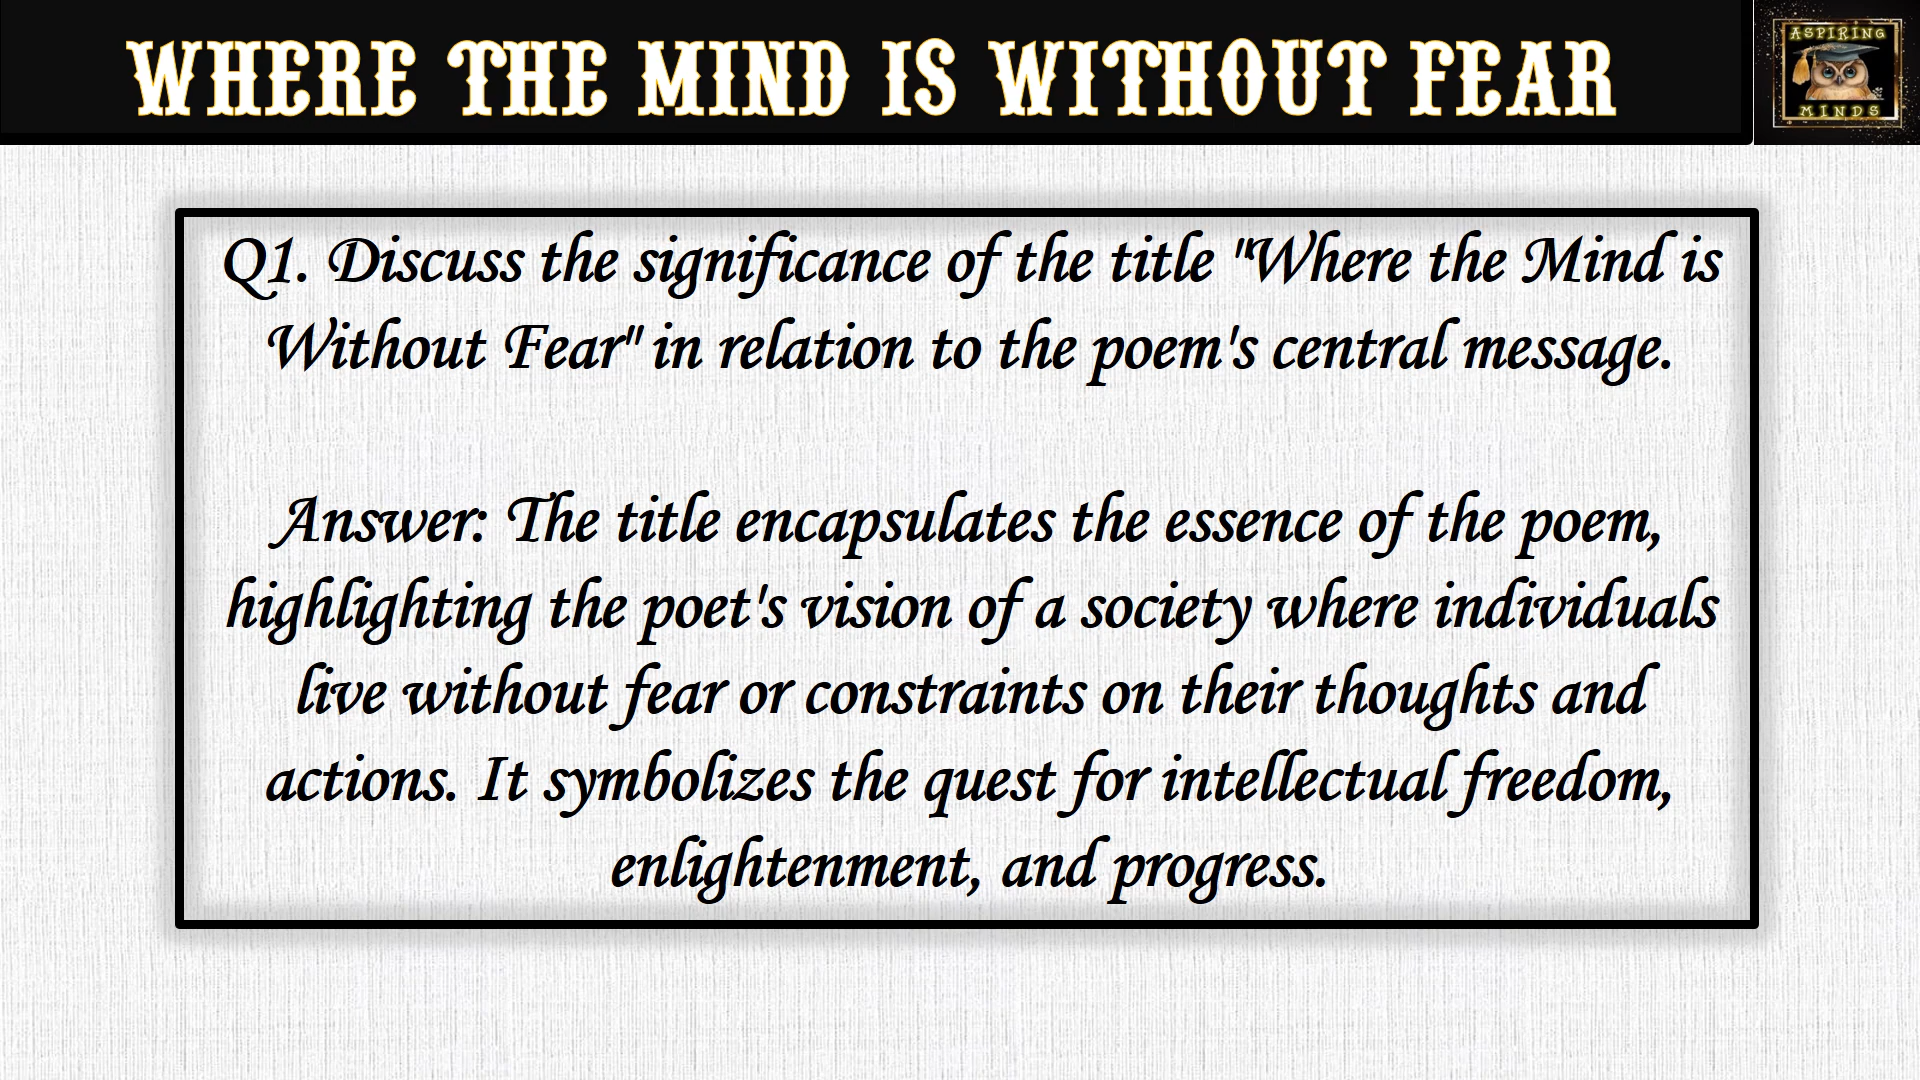 WHERE THE MIND IS WITHOUT FEAR
ASPIRING
MINDS
Q1. Discuss the significance of the title "Where the Mind is
Without Fear" in relation to the poem's central message.
Answer: The title encapsulates the essence of the poem,
highlighting the poet's vision of a society where individuals
live without fear or constraints on their thoughts and
actions. It symbolizes the quest for intellectual freedom,
enlightenment, and progress.